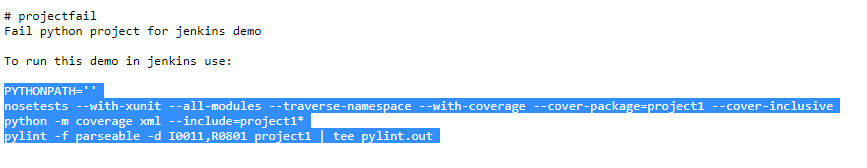 # projectfail
Fail python project for jenkins demo
To run this demo in jenkins use:
PYTHONPATH=''
nosetests --with-xunit --all-modules --traverse-namespace --with-coverage --cover-package=project1 --cover-inclusive
python -m coverage xml --include=project1*
pylint -f parseable -d I0011,R0801 project1 | tee pylint.out